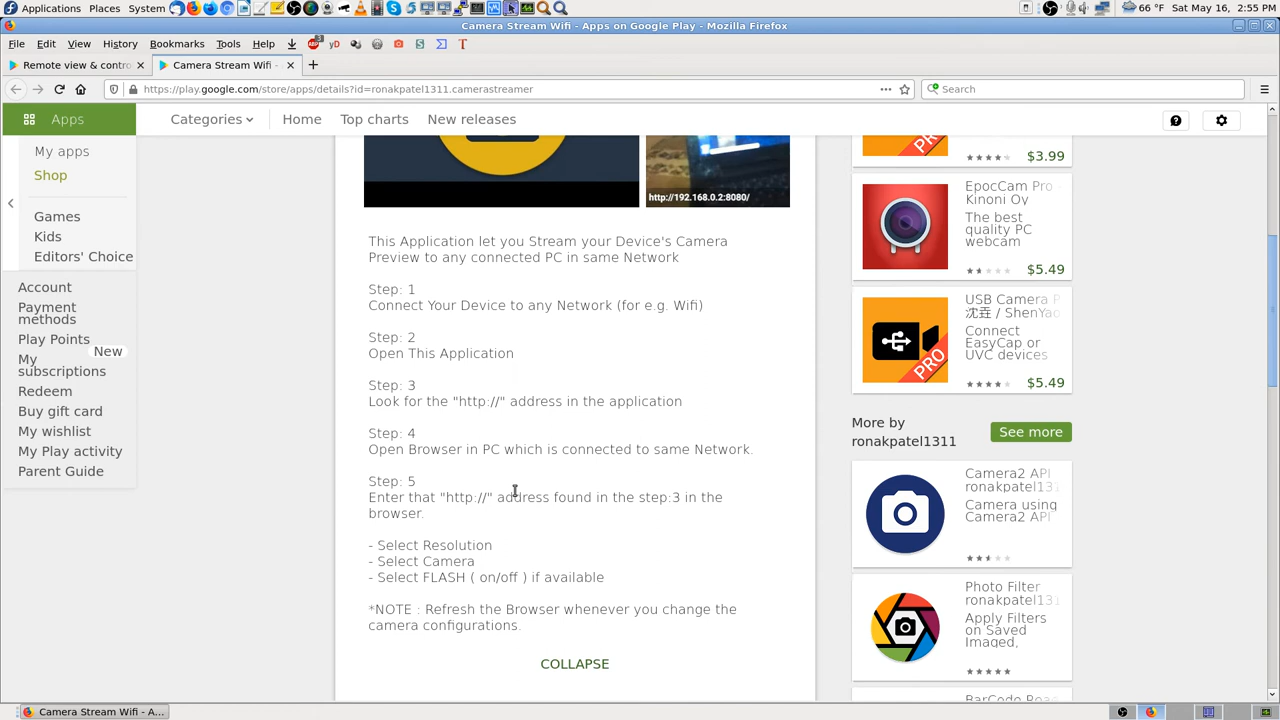 Applications Places System
66 °F Sat May 16, 2:55 PM
Camera Stream Wifi - Apps on Google Play - Mozilla Firefox
File Edit View History Bookmarks Tools Help
Remote view & contro
Camera Stream Wifi -
https://play.google.com/store/apps/details?id=ronakpatel1311.camerastreamer
Search
Apps
Categories Home Top charts New releases
My apps
Shop
Games
Kids
Editors' Choice
Account
Payment
methods
Play Points
New
My
subscriptions
Redeem
Buy gift card
My wishlist
My Play activity
Parent Guide
http://192.168.0.2:8080/
This Application let you Stream your Device's Camera
Preview to any connected PC in same Network
Step: 1
Connect Your Device to any Network (for e.g. Wifi)
Step: 2
Open This Application
Step: 3
Look for the "http://" address in the application
Step: 4
Open Browser in PC which is connected to same Network.
Step: 5
Enter that "http://" address found in the step:3 in the
browser.
- Select Resolution
- Select Camera
- Select FLASH ( on/off ) if available
*NOTE : Refresh the Browser whenever you change the
camera configurations.
COLLAPSE
PRO
$3.99
EpocCam Pro -
Kinoni Oy
The best
quality PC
webcam
$5.49
USB Camera P
沈垚 / ShenYao
Connect
EasyCap or
UVC devices
PRO
$5.49
More by
ronakpatel1311
See more
Camera2 API
ronakpatel131
Camera using
Camera2 API
Photo Filter
ronakpatel131
Apply Filters
on Saved
Imaged,
BarCode Rea
Camera Stream Wifi - A...